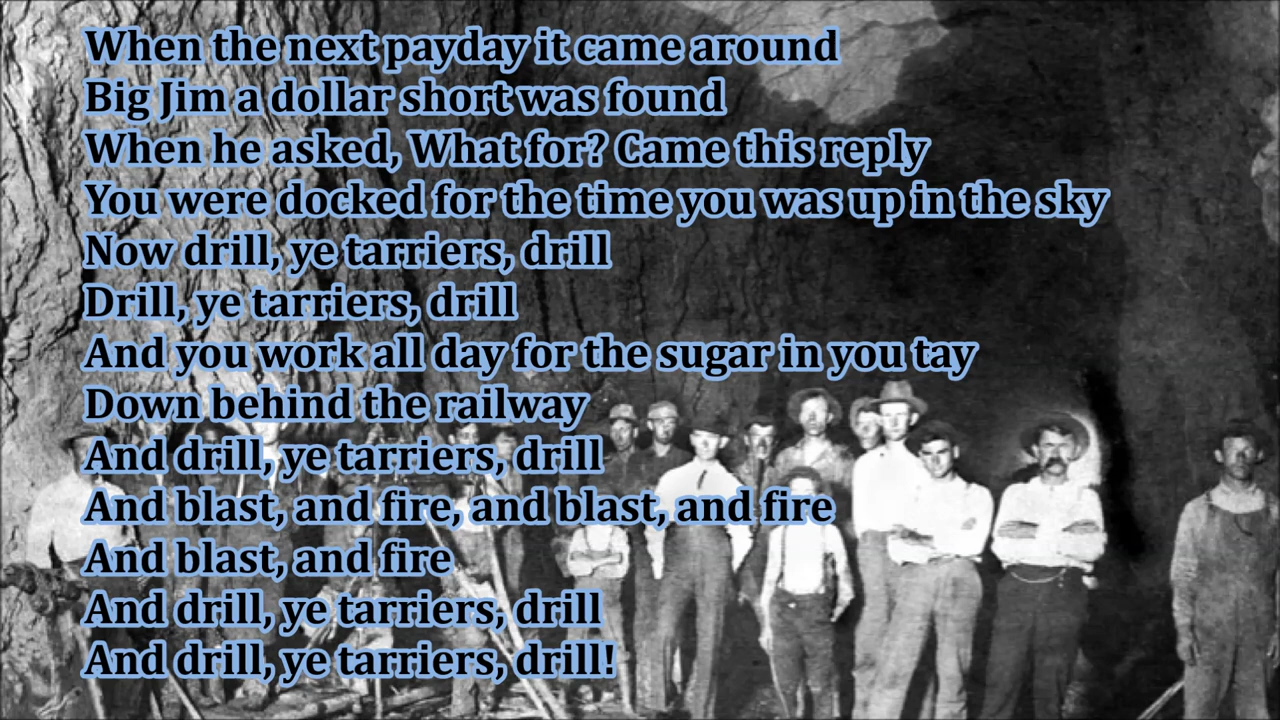 When the next payday it came around
Big Jim a dollar short was found
When he asked, What for? Came this reply
You were docked for the time you was up in the sky
Now drill, ye tarriers, drill
Drill, ye tarriers, drill
And you work all day for the sugar in you tay
Down behind the railway
And drill, ye tarriers, drill
And blast, and fire, and blast, and fire
And blast, and fire
And drill, ye tarriers, drill
And drill, ye tarriers, drill!